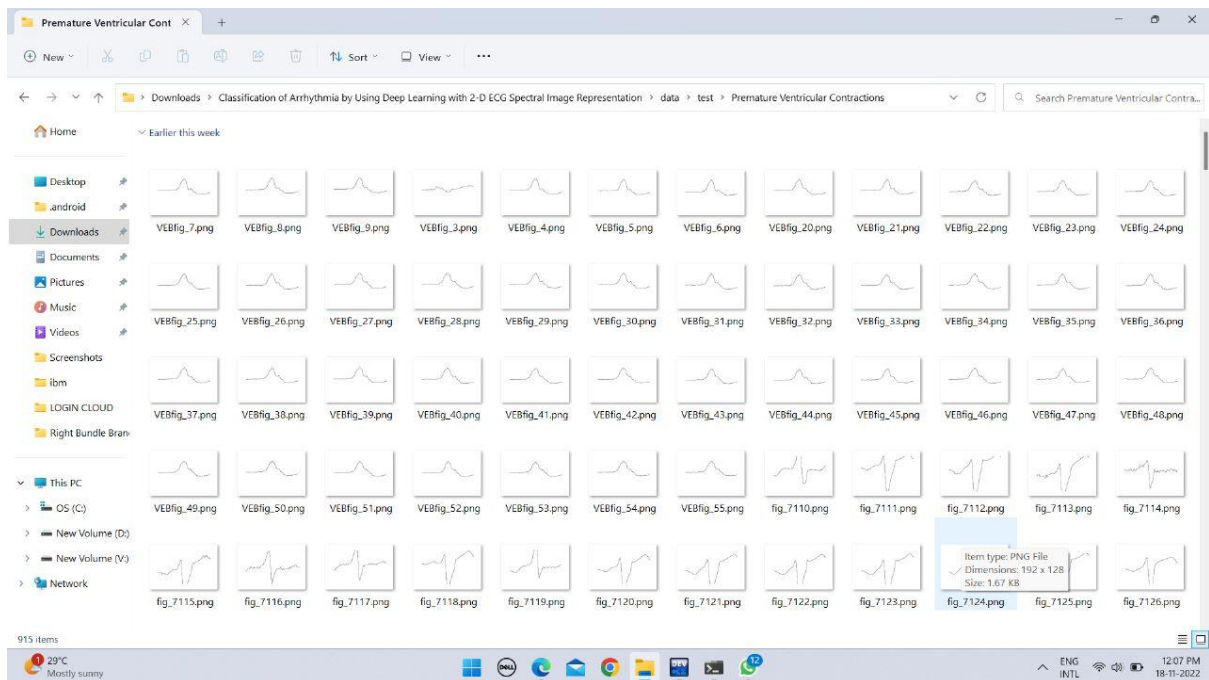 Premature Ventricular Cont
New
Sort
View
Downloads > Classification of Arrhythmia by Using Deep Learning with 2-D ECG Spectral Image Representation > data > test > Premature Ventricular Contractions
Search Premature Ventricular Contra...
Home
Desktop
.android
Downloads
Documents
Pictures
Music
Videos
Screenshots
ibm
LOGIN CLOUD
Right Bundle Bran
This PC
OS (C:)
New Volume (D:)
New Volume (V:)
Network
Earlier this week
VEBfig_7.png VEBfig_8.png VEBfig_9.png VEBfig_3.png VEBfig_4.png VEBfig_5.png VEBfig_6.png VEBfig_20.png VEBfig_21.png VEBfig_22.png VEBfig_23.png VEBfig_24.png
VEBfig_25.png VEBfig_26.png VEBfig_27.png VEBfig_28.png VEBfig_29.png VEBfig_30.png VEBfig_31.png VEBfig_32.png VEBfig_33.png VEBfig_34.png VEBfig_35.png VEBfig_36.png
VEBfig_37.png VEBfig_38.png VEBfig_39.png VEBfig_40.png VEBfig_41.png VEBfig_42.png VEBfig_43.png VEBfig_44.png VEBfig_45.png VEBfig_46.png VEBfig_47.png VEBfig_48.png
VEBfig_49.png VEBfig_50.png VEBfig_51.png VEBfig_52.png VEBfig_53.png VEBfig_54.png VEBfig_55.png fig_7110.png fig_7111.png fig_7112.png fig_7113.png fig_7114.png
Item type: PNG File
Dimensions: 192 x 128
Size: 1.67 KB
fig_7115.png fig_7116.png fig_7117.png fig_7118.png fig_7119.png fig_7120.png fig_7121.png fig_7122.png fig_7123.png fig_7124.png fig_7125.png fig_7126.png
915 items
1
29°C
Mostly sunny
DELL
DEV
12
ENG
INTL
12:07 PM
18-11-2022